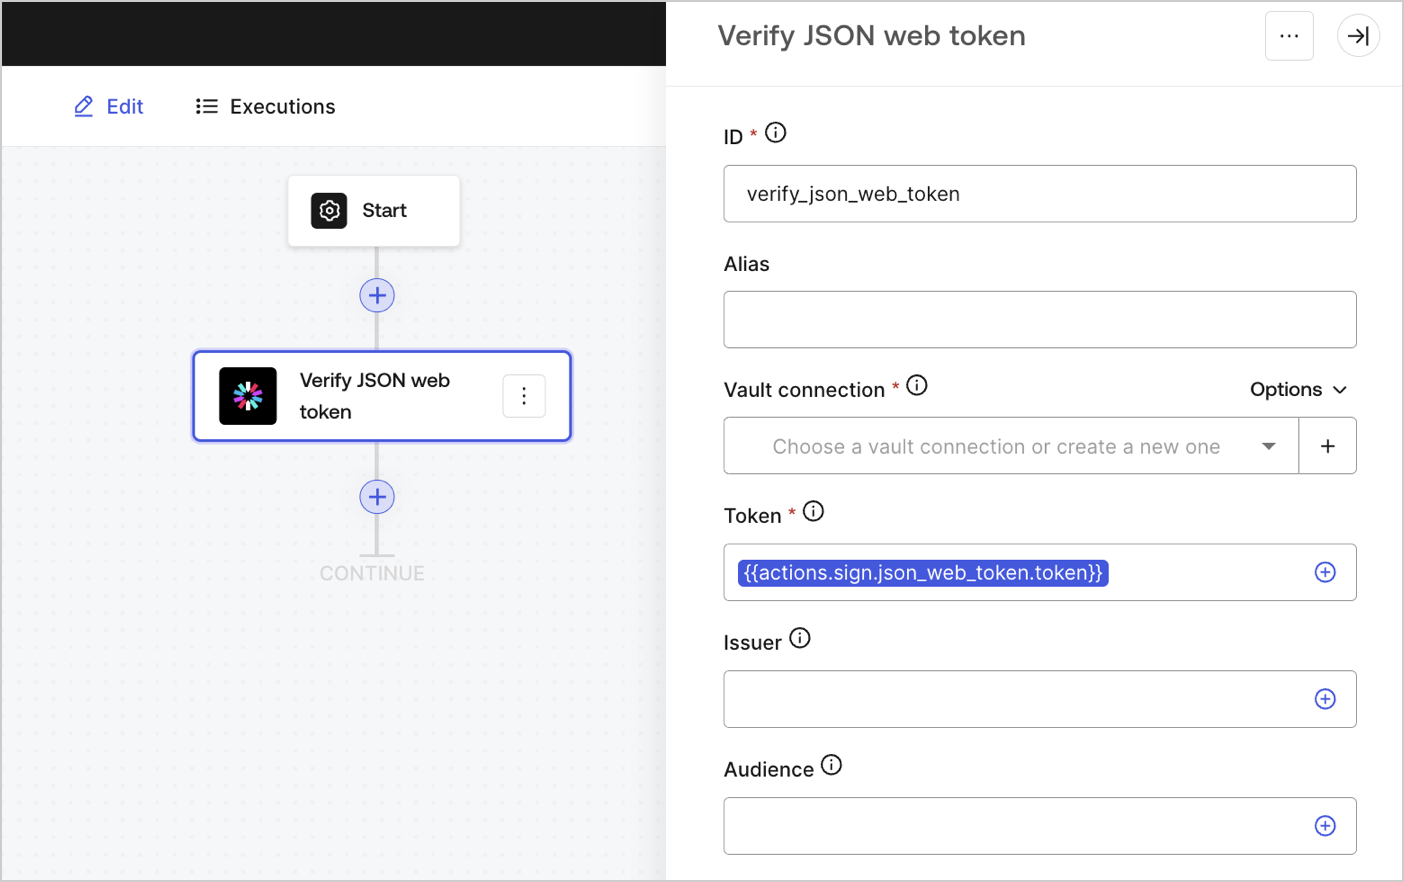 Verify JSON web token
Edit
Executions
Start
Verify JSON web
token
CONTINUE
ID *
verify_json_web_token
Alias
Vault connection *
Options
Choose a vault connection or create a new one
Token *
{{actions.sign.json_web_token.token}}
Issuer
Audience